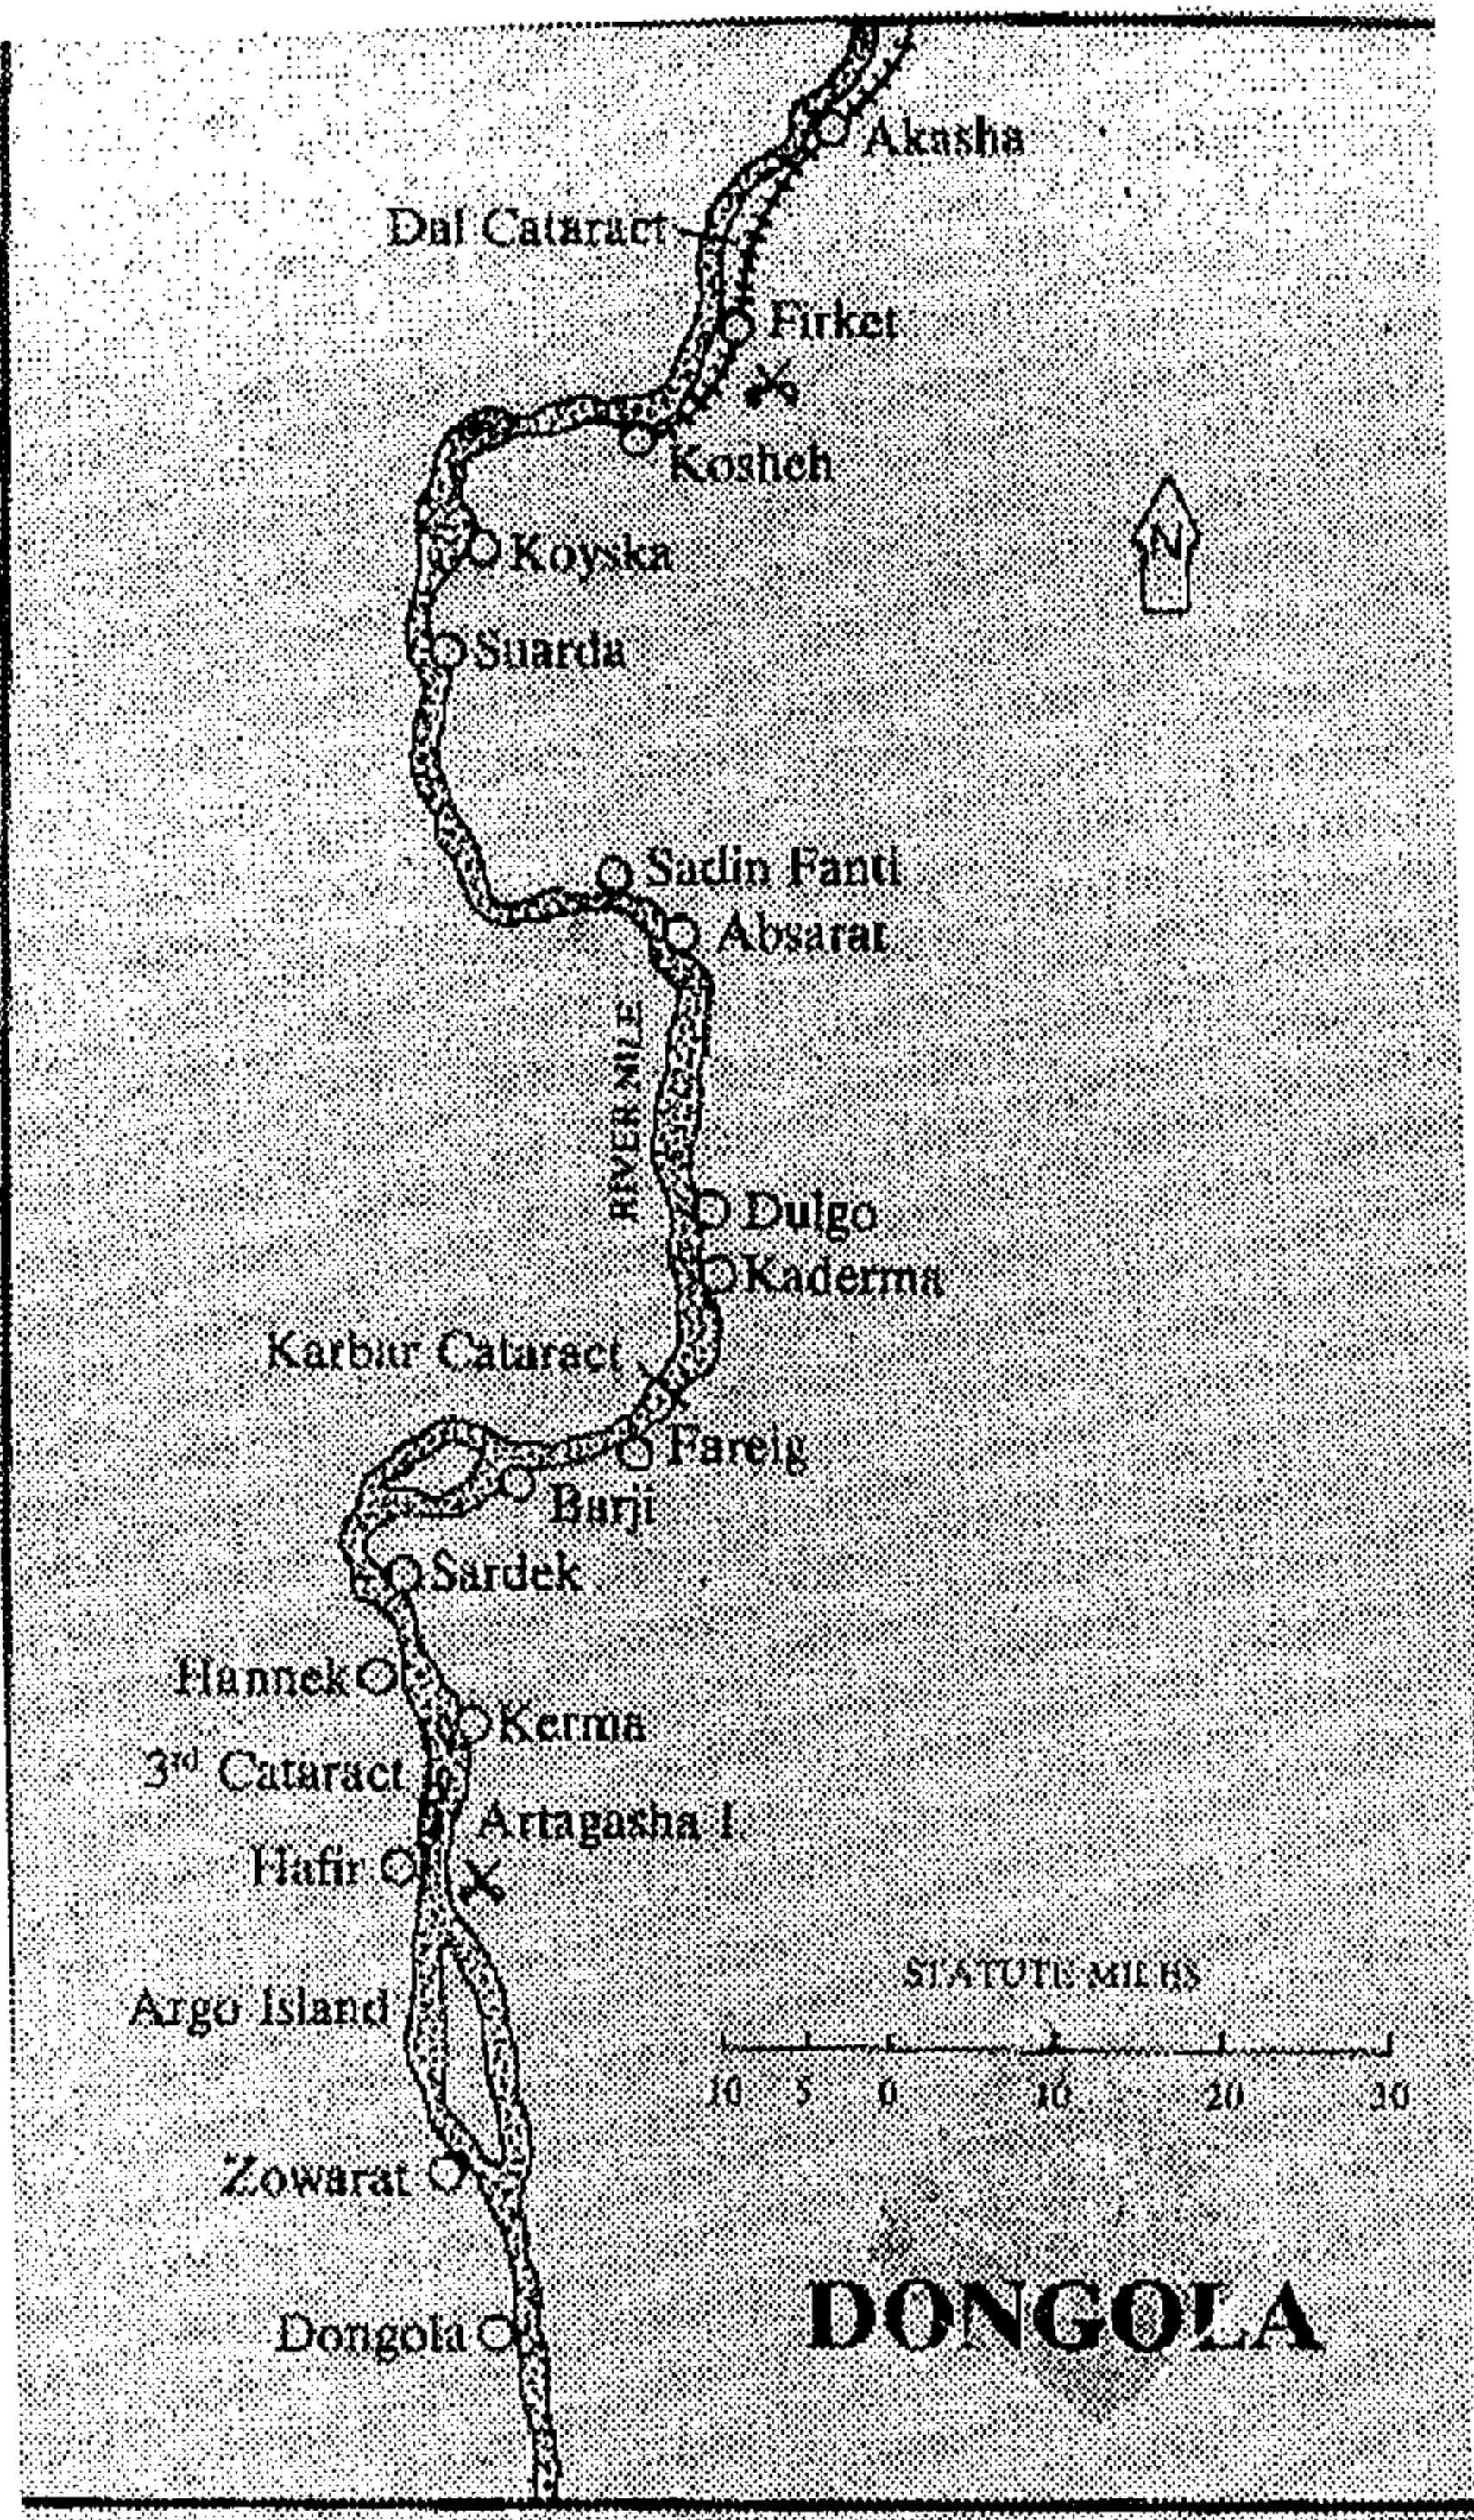 Akasha
Dal Cataract
Firket
Kosheh
N
Koyska
Suarda
Sadin Fanti
Absarat
RIVER NILE
Dulgo
Kaderma
Karbur Cataract
Fareig
Barji
Sardek
Hannek
Kerma
3rd Cataract
Artagasha I.
Hafir
STATUTE MILES
Argo Island
10 5 0 10 20 30
Zowarat
DONGOLA
Dongola